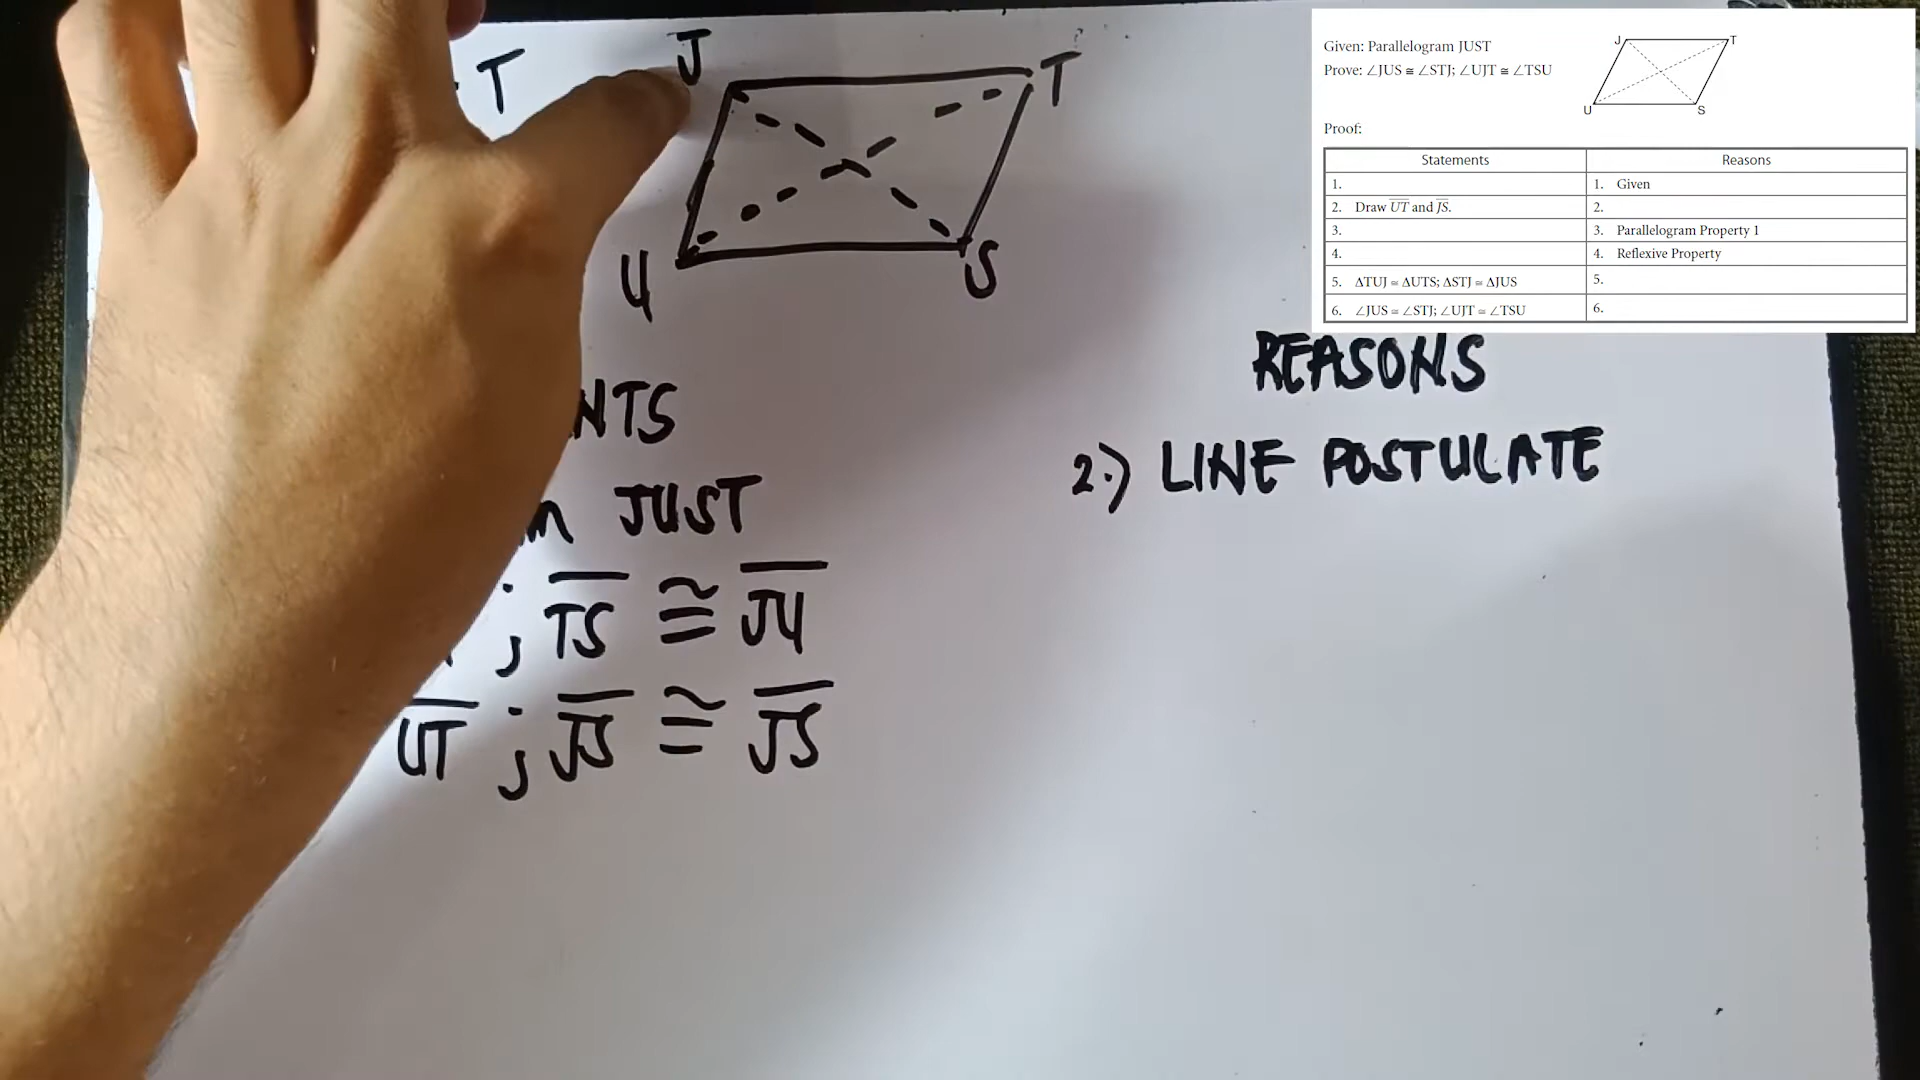 T
J
T
U
S
NTS
JUST
; TS ≅ JU
UT ; JS ≅ JS
REASONS
2.) LINE POSTULATE
Given: Parallelogram JUST
Prove: ∠JUS ≅ ∠STJ; ∠UJT ≅ ∠TSU
J
T
U
S
Proof:
Statements Reasons
1. 1. Given
2. Draw UT and JS. 2.
3. 3. Parallelogram Property 1
4. 4. Reflexive Property
5. ΔTUJ ≅ ΔUTS; ΔSTJ ≅ ΔJUS 5.
6. ∠JUS ≅ ∠STJ; ∠UJT ≅ ∠TSU 6.